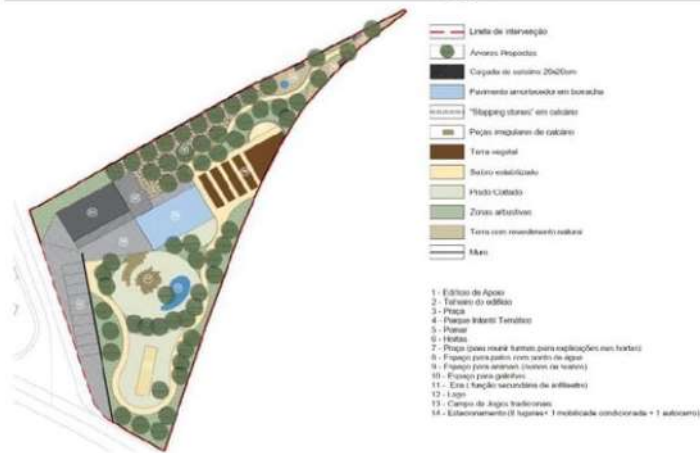 Limite de intervenção
Árvores Propostas
Calçada de calcário 20x20cm
Pavimento amortecedor em borracha
"Stepping stones" em calcário
Peças irregulares de calcário
Terra vegetal
Saibro estabilizado
Prado Cortado
Zonas arbustivas
Terra com revestimento natural
Muro
1 - Edifício de Apoio
2 - Telheiro do edifício
3 - Praça
4 - Parque Infantil Temático
5 - Pomar
6 - Hortas
7 - Praça (para reunir turmas para explicações nas hortas)
8 - Espaço para patos com ponto de água
9 - Espaço para animais
10 - Espaço para galinhas
11 - Eira ( função secundária de anfiteatro)
12 - Lago
13 - Campo de Jogos tradicionais
14 - Estacionamento (8 lugares+ 1 mobilidade condicionada + 1 autocarro)